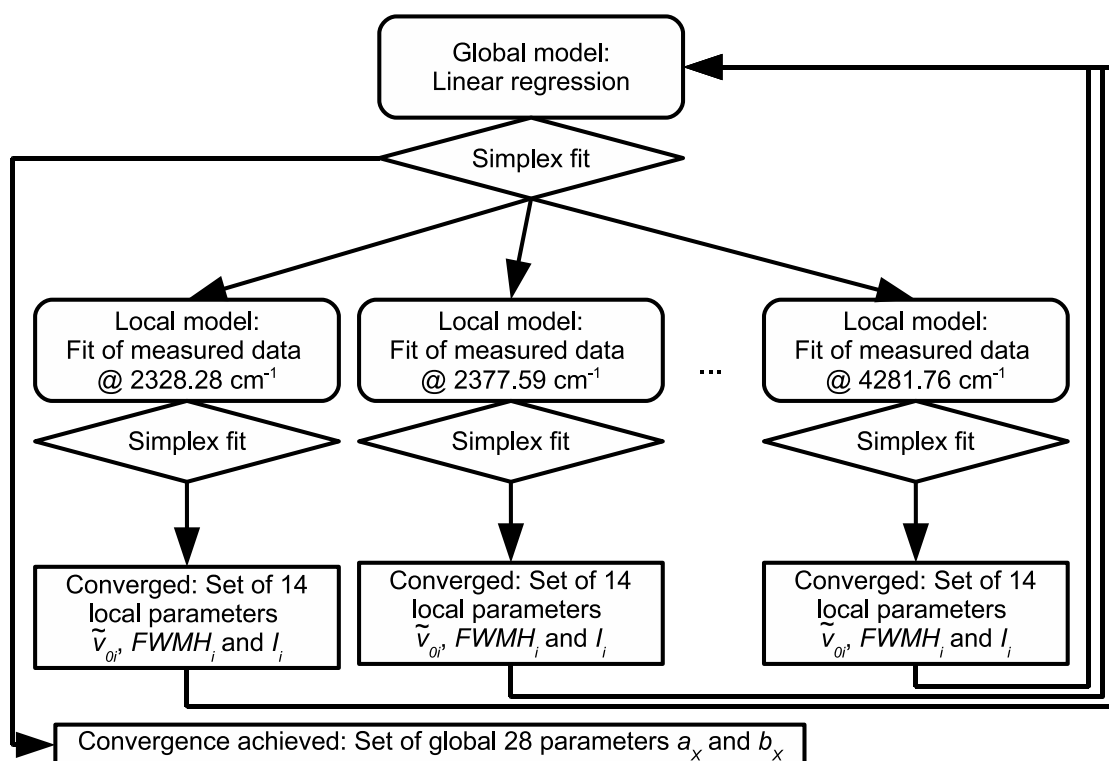 Global model:
Linear regression
Simplex fit
Local model:
Fit of measured data
@ 2328.28 cm⁻¹
Local model:
Fit of measured data
@ 2377.59 cm⁻¹
...
Local model:
Fit of measured data
@ 4281.76 cm⁻¹
Simplex fit
Simplex fit
Simplex fit
Converged: Set of 14
local parameters
ṽ₀ᵢ, FWMHᵢ and Iᵢ
Converged: Set of 14
local parameters
ṽ₀ᵢ, FWMHᵢ and Iᵢ
Converged: Set of 14
local parameters
ṽ₀ᵢ, FWMHᵢ and Iᵢ
Convergence achieved: Set of global 28 parameters aₓ and bₓ